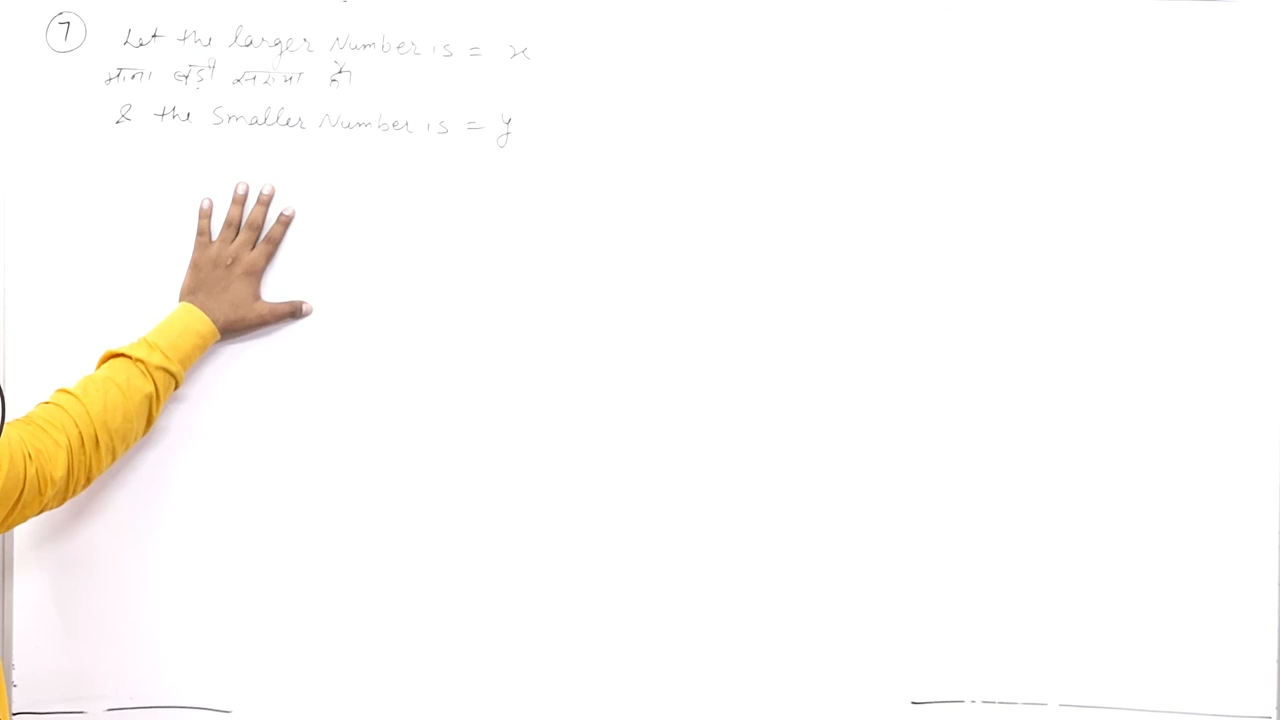 7 Let the larger Number is = x
माना बड़ी संख्या है
& the smaller Number is = y